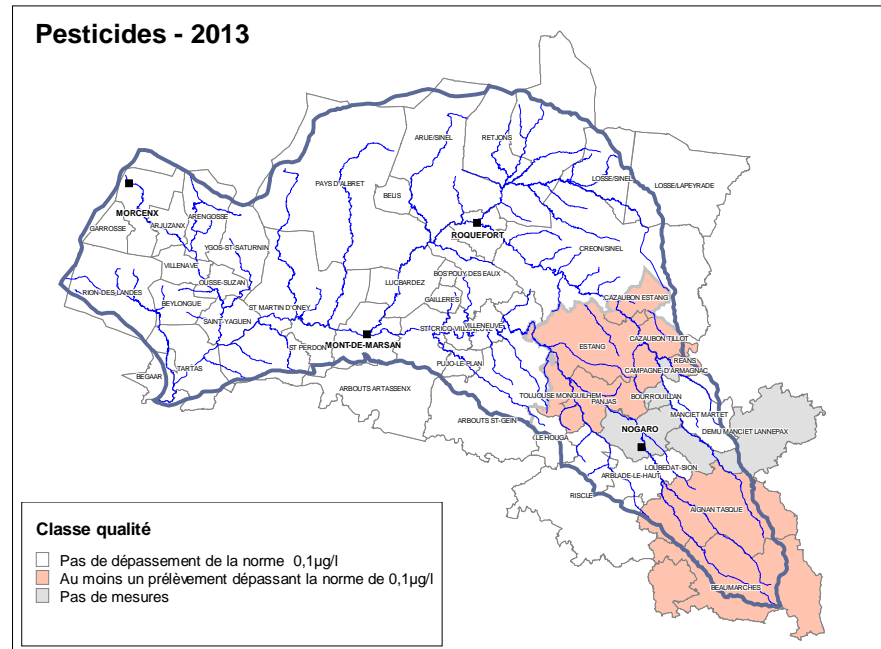 Pesticides - 2013
ARUE/SINEL
RETJONS
PAYS D'ALBRET
BELIS
LOSSE/SINEL
LOSSE/LAPEYRADE
MORCENX
ARENGOSSE
GARROSSE
ARJUZANX
ROQUEFORT
YGOS-ST-SATURNIN
CREON/SINEL
VILLENAVE
BOS POUY DES EAUX
RION-DES-LANDES
OUSSE-SUZAN
LUCBARDEZ
BEYLONGUE
GAILLERES
CAZAUBON ESTANG
ST MARTIN D'ONEY
SAINT-YAGUEN
VILLENEUVE
MONT-DE-MARSAN
ST PERDON
ESTANG
CAZAUBON TILLOT
REANS
TARTAS
PUJO-LE-PLAN
CAMPAGNE D'ARMAGNAC
BEGAAR
ARBOUTS ARTASSENX
TOUJOUSE MONGUILHEM
PANJAS
BOURROUILLAN
MANCIET MARTET
ARBOUTS ST-GEIN
NOGARO
DEMU MANCIET LANNEPAX
LE HOUGA
LOUBEDAT-SION
ARBLADE-LE-HAUT
RISCLE
AIGNAN TASQUE
BEAUMARCHES
Classe qualité
Pas de dépassement de la norme 0,1µg/l
Au moins un prélèvement dépassant la norme de 0,1µg/l
Pas de mesures